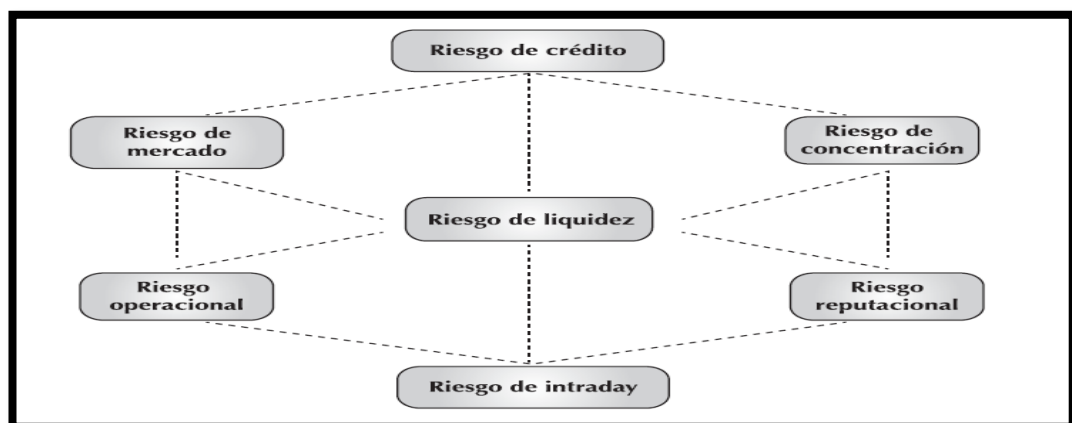 Riesgo de crédito
Riesgo de
mercado
Riesgo de
concentración
Riesgo de liquidez
Riesgo
operacional
Riesgo
reputacional
Riesgo de intraday